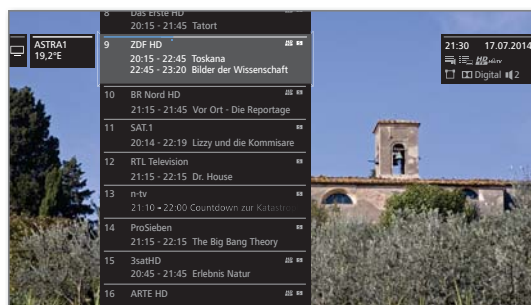 8 Das Erste HD
20:15 - 21:45 Tatort
ASTRA1
19,2°E
9 ZDF HD
20:15 - 22:45 Toskana
22:45 - 23:20 Bilder der Wissenschaft
10 BR Nord HD
21:15 - 21:45 Vor Ort - Die Reportage
11 SAT.1
20:14 - 22:19 Lizzy und die Kommisare
12 RTL Television
21:15 - 22:15 Dr. House
13 n-tv
21:10 - 22:00 Countdown zur Katastro
14 ProSieben
21:15 - 22:15 The Big Bang Theory
15 3satHD
20:45 - 21:45 Erlebnis Natur
16 ARTE HD
21:30 17.07.2014
Digital 2